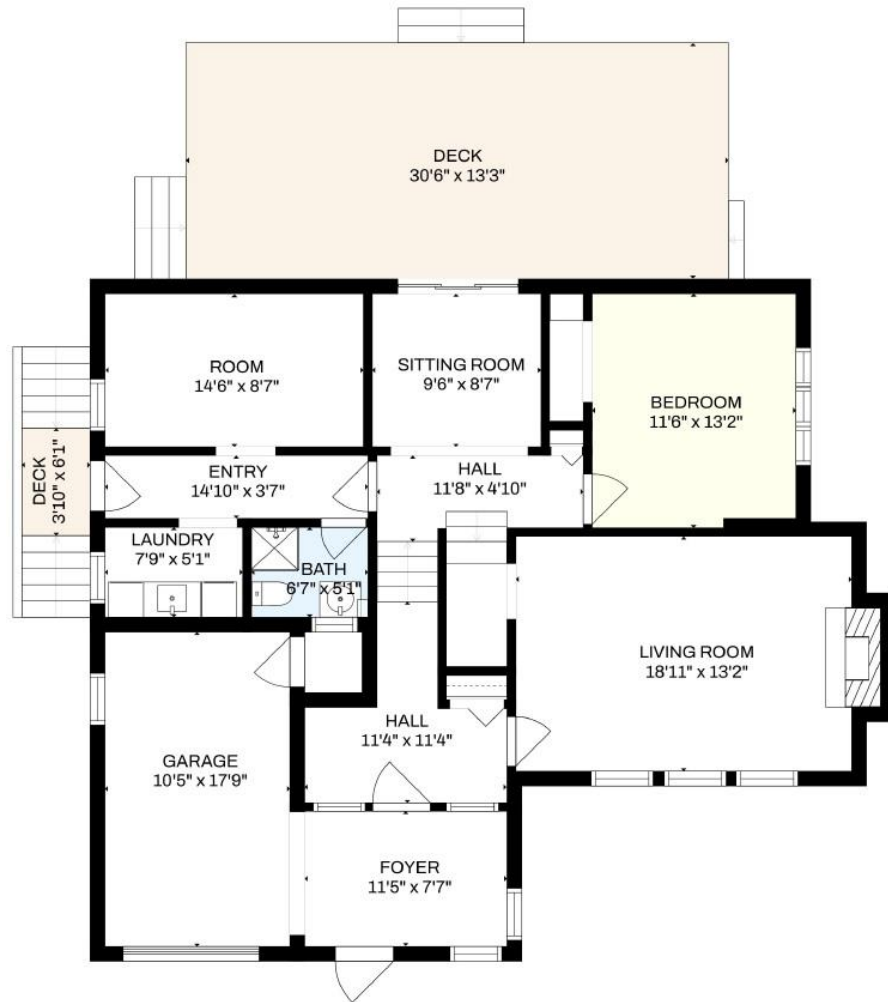 DECK
30'6" x 13'3"
ROOM
14'6" x 8'7"
SITTING ROOM
9'6" x 8'7"
BEDROOM
11'6" x 13'2"
DECK
3'10" x 6'1"
ENTRY
14'10" x 3'7"
HALL
11'8" x 4'10"
LAUNDRY
7'9" x 5'1"
BATH
6'7" x 5'1"
LIVING ROOM
18'11" x 13'2"
HALL
11'4" x 11'4"
GARAGE
10'5" x 17'9"
FOYER
11'5" x 7'7"